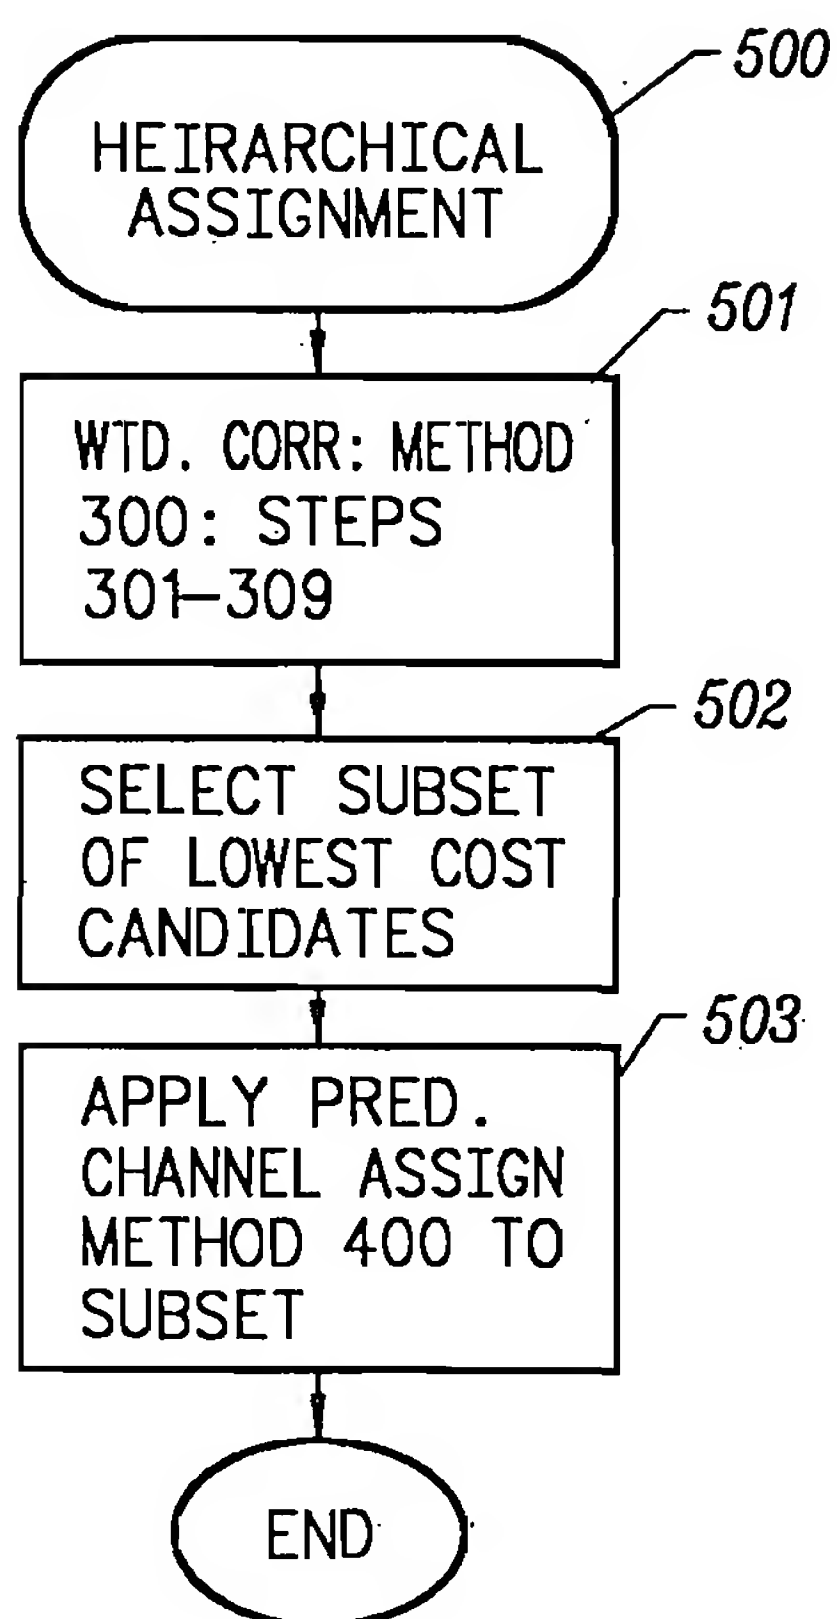 500
HEIRARCHICAL
ASSIGNMENT
501
WTD. CORR: METHOD
300: STEPS
301-309
502
SELECT SUBSET
OF LOWEST COST
CANDIDATES
503
APPLY PRED.
CHANNEL ASSIGN
METHOD 400 TO
SUBSET
END